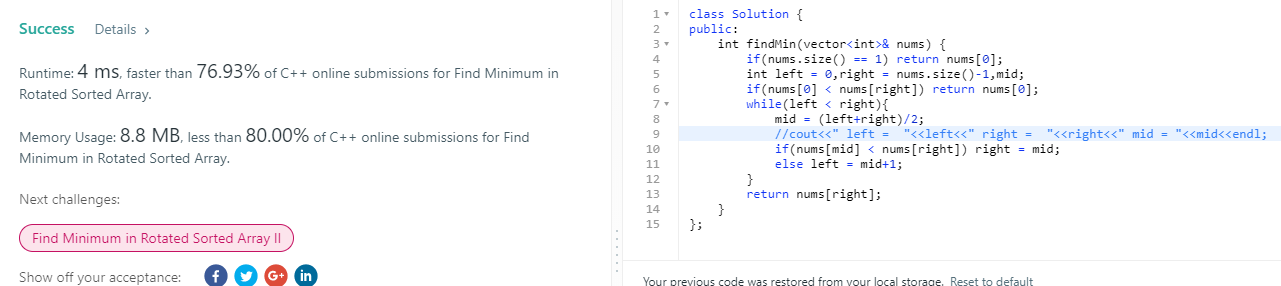 Success Details >
Runtime: 4 ms, faster than 76.93% of C++ online submissions for Find Minimum in
Rotated Sorted Array.
Memory Usage: 8.8 MB, less than 80.00% of C++ online submissions for Find
Minimum in Rotated Sorted Array.
Next challenges:
Find Minimum in Rotated Sorted Array II
Show off your acceptance: f G+ in
1 class Solution {
2 public:
3     int findMin(vector<int>& nums) {
4         if(nums.size() == 1) return nums[0];
5         int left = 0,right = nums.size()-1,mid;
6         if(nums[0] < nums[right]) return nums[0];
7         while(left < right){
8             mid = (left+right)/2;
9             //cout<<" left =  "<<left<<" right =  "<<right<<" mid = "<<mid<<endl;
10             if(nums[mid] < nums[right]) right = mid;
11             else left = mid+1;
12         }
13         return nums[right];
14     }
15 };
Your previous code was restored from your local storage. Reset to default